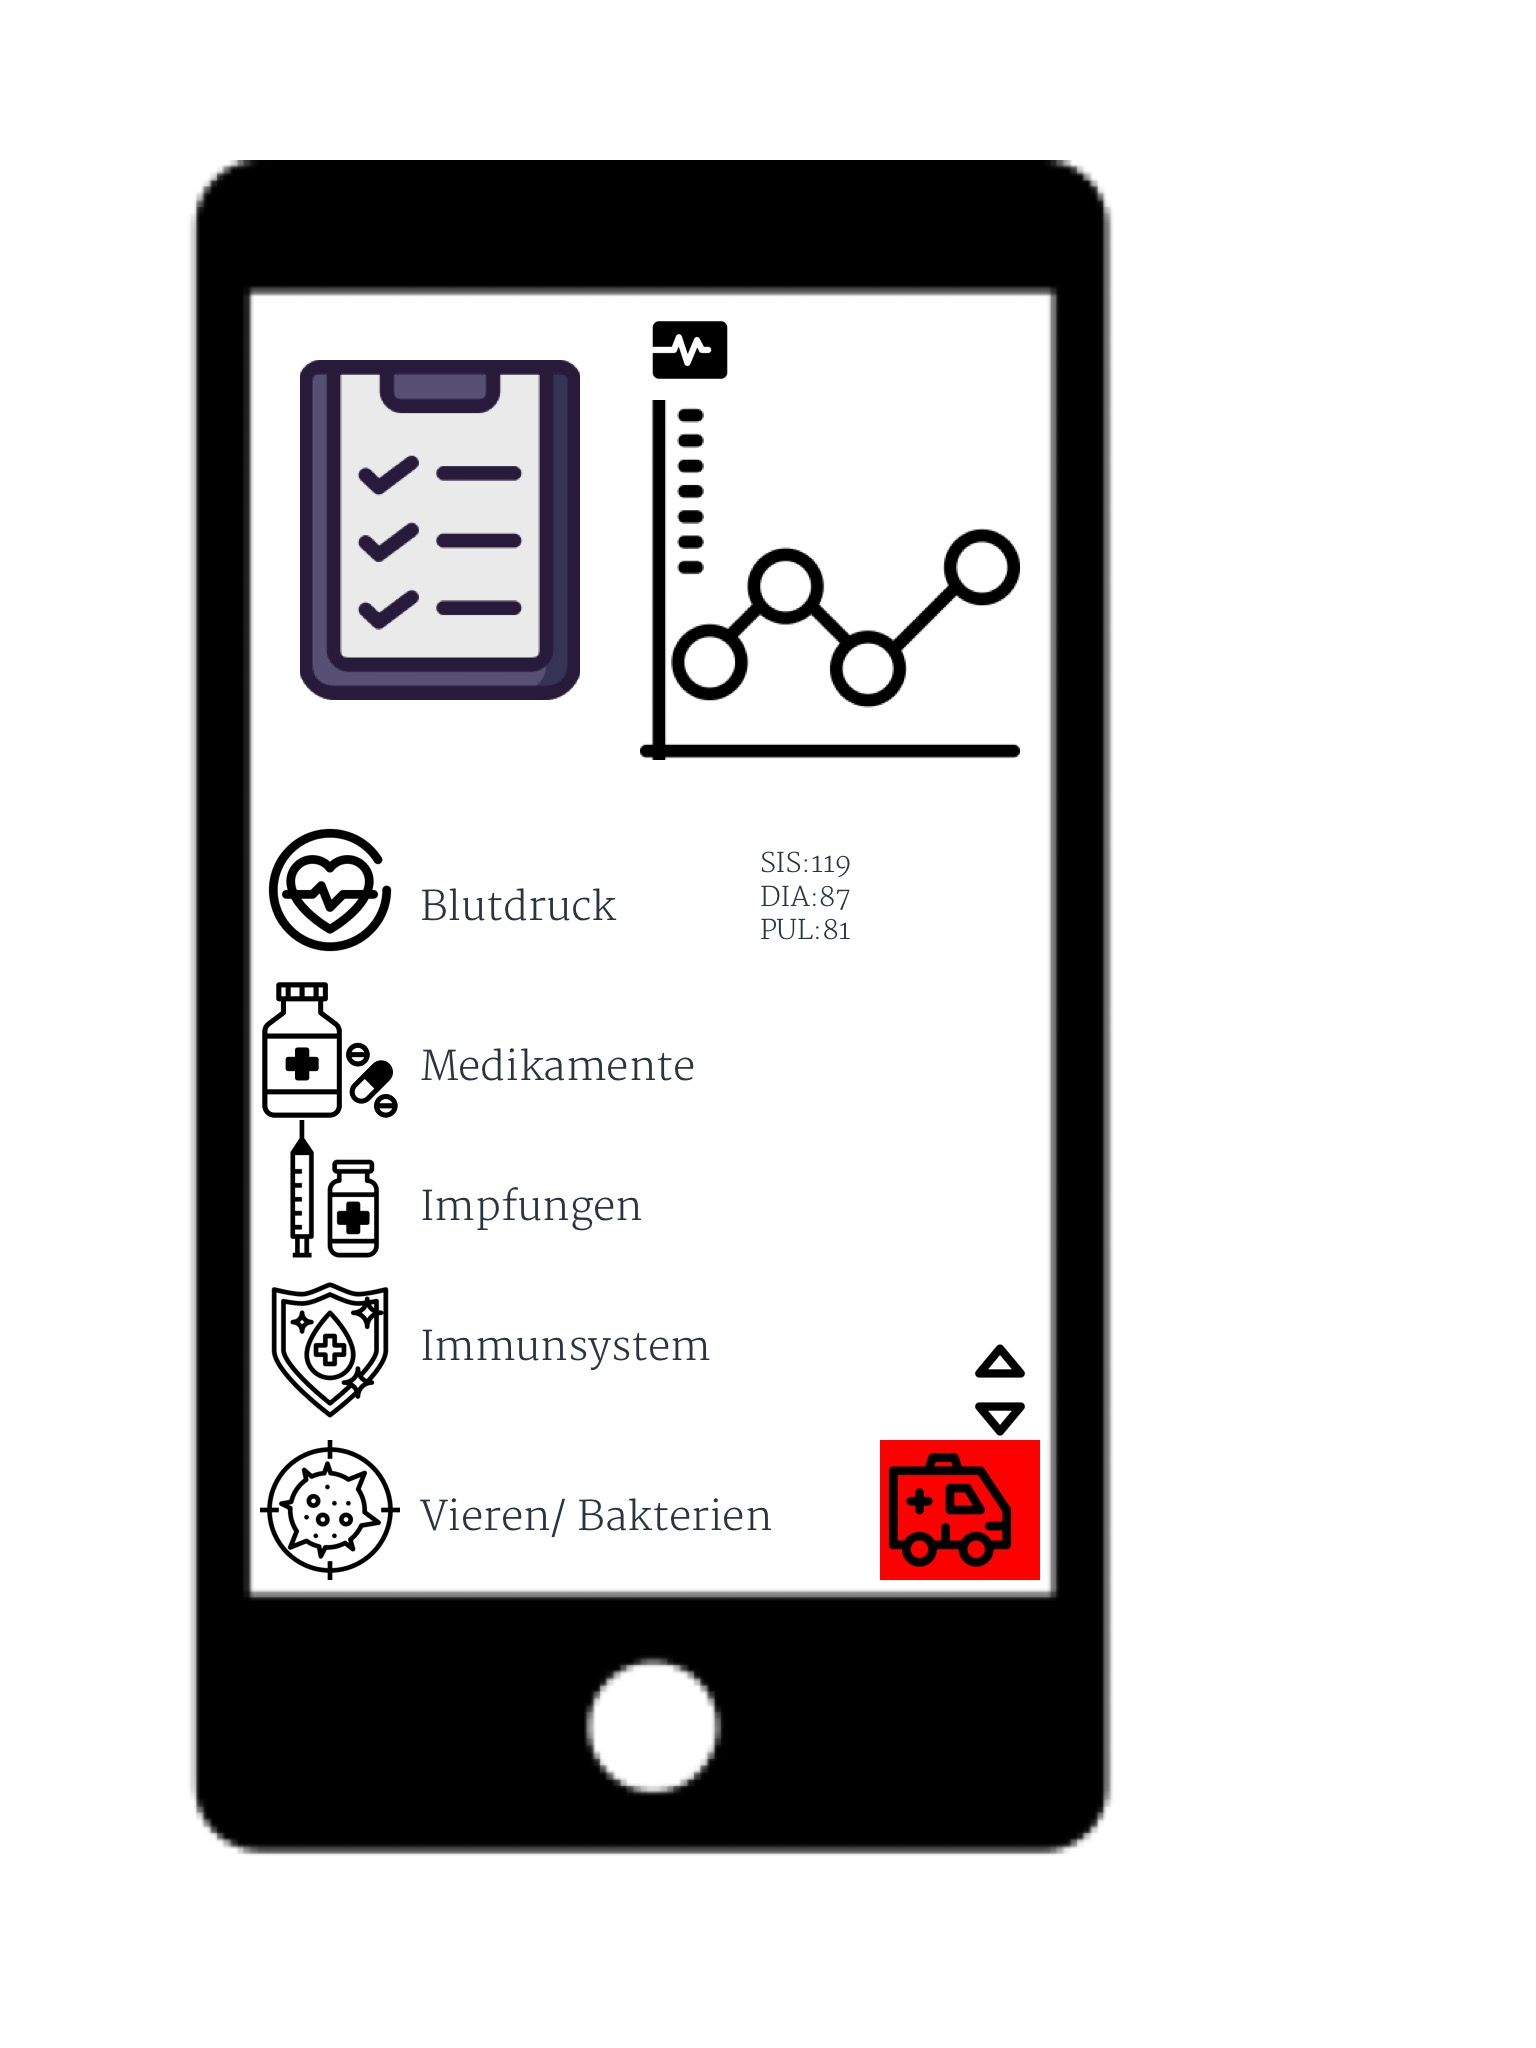 Blutdruck
SIS:119
DIA:87
PUL:81
Medikamente
Impfungen
Immunsystem
Vieren/ Bakterien